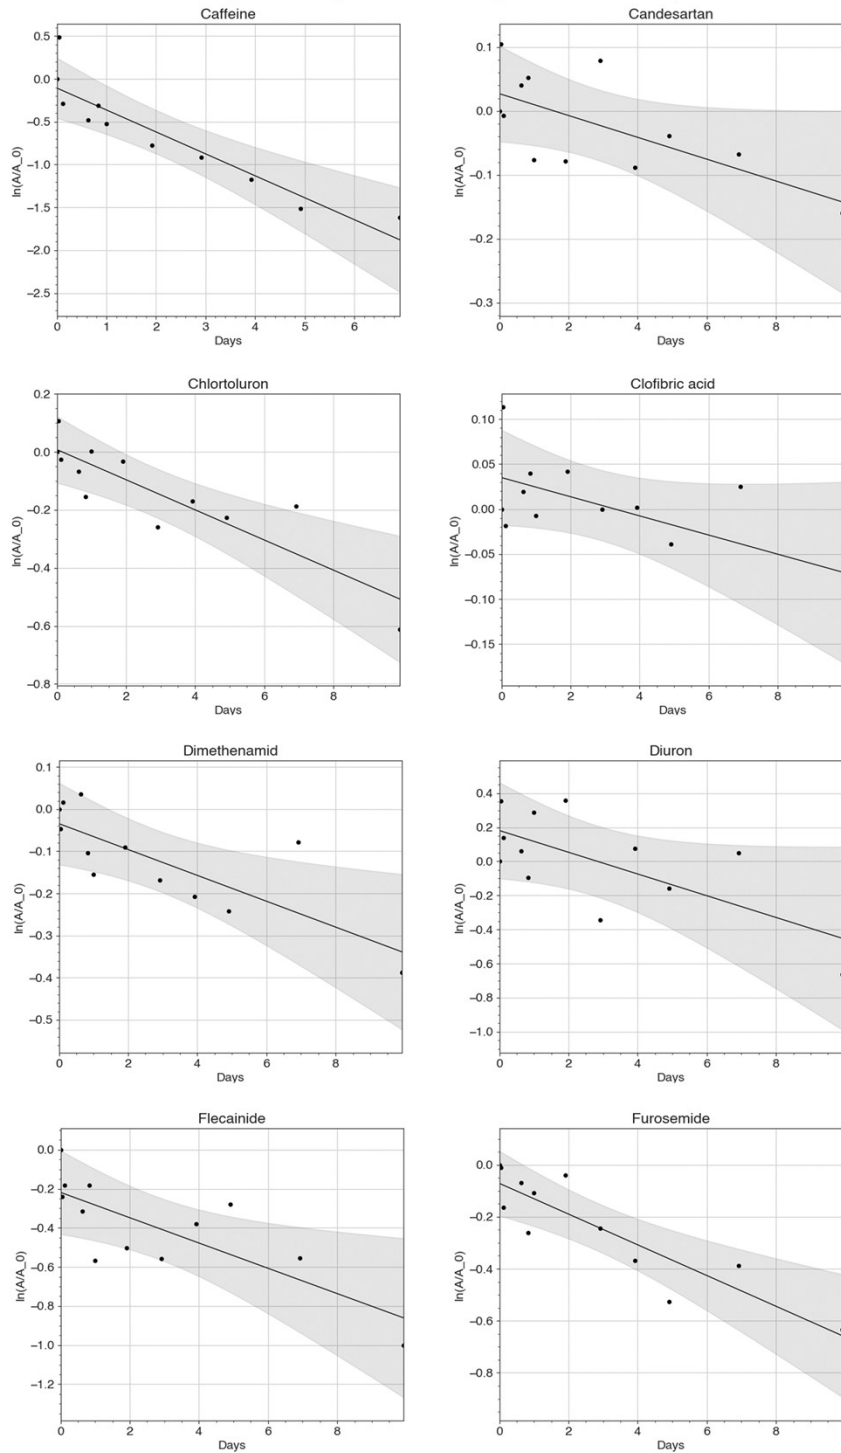 Caffeine
0.5
0.0
−0.5
−1.0
−1.5
−2.0
−2.5
ln(A/A_0)
0 1 2 3 4 5 6
Days
Candesartan
0.1
0.0
−0.1
−0.2
−0.3
ln(A/A_0)
0 2 4 6 8
Days
Chlortoluron
0.2
0.0
−0.2
−0.4
−0.6
−0.8
ln(A/A_0)
0 2 4 6 8
Days
Clofibric acid
0.10
0.05
0.00
−0.05
−0.10
−0.15
ln(A/A_0)
0 2 4 6 8
Days
Dimethenamid
0.1
0.0
−0.1
−0.2
−0.3
−0.4
−0.5
ln(A/A_0)
0 2 4 6 8
Days
Diuron
0.4
0.2
0.0
−0.2
−0.4
−0.6
−0.8
−1.0
ln(A/A_0)
0 2 4 6 8
Days
Flecainide
0.0
−0.2
−0.4
−0.6
−0.8
−1.0
−1.2
ln(A/A_0)
0 2 4 6 8
Days
Furosemide
0.0
−0.2
−0.4
−0.6
−0.8
ln(A/A_0)
0 2 4 6 8
Days